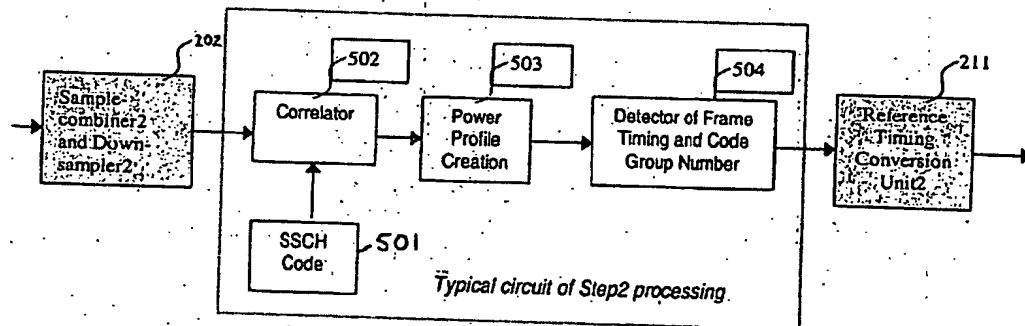 202
502
503
504
211
Sample-
combiner2
and Down-
sampler2
Correlator
Power
Profile
Creation
Detector of Frame
Timing and Code
Group Number
Reference
Timing
Conversion
Unit2
SSCH
Code
501
Typical circuit of Step2 processing